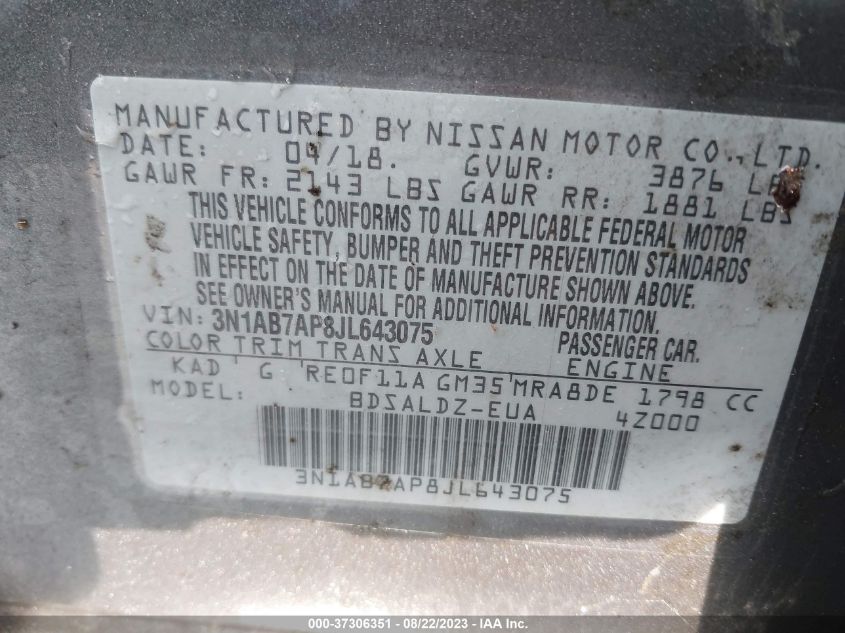 MANUFACTURED BY NISSAN MOTOR CO., LTD.
DATE: 04/18. GVWR: 3876 LBS
GAWR FR: 2143 LBS GAWR RR: 1881 LBS
THIS VEHICLE CONFORMS TO ALL APPLICABLE FEDERAL MOTOR
VEHICLE SAFETY, BUMPER AND THEFT PREVENTION STANDARDS
IN EFFECT ON THE DATE OF MANUFACTURE SHOWN ABOVE.
SEE OWNER'S MANUAL FOR ADDITIONAL INFORMATION.
VIN: 3N1AB7AP8JL643075 PASSENGER CAR.
COLOR TRIM TRANS AXLE ENGINE
KAD ' G 'RE0F11A GM35'MRA8DE 1798 CC
MODEL: BDSALDZ-EUA 4Z000
3N1AB7AP8JL643075
000-37306351 - 08/22/2023 - IAA Inc.